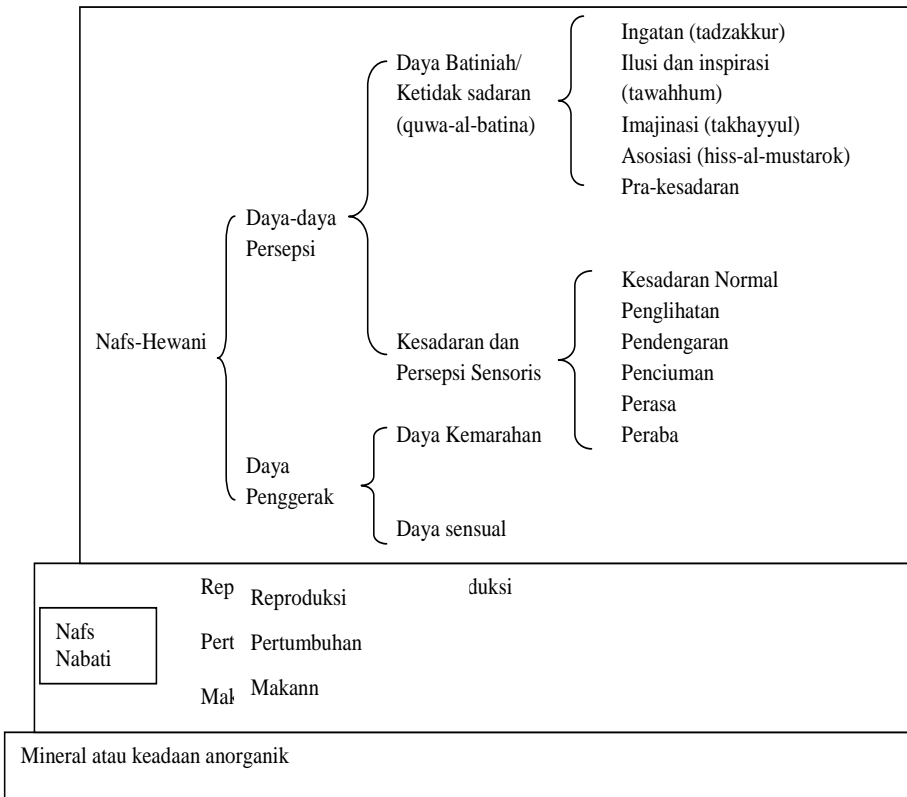 Ingatan (tadzakkur)
Daya Batiniah/
Ketidak sadaran
(quwa-al-batina)
Ilusi dan inspirasi
(tawahhum)
Imajinasi (takhayyul)
Asosiasi (hiss-al-mustarok)
Pra-kesadaran
Daya-daya
Persepsi
Nafs-Hewani
Kesadaran dan
Persepsi Sensoris
Kesadaran Normal
Penglihatan
Pendengaran
Penciuman
Perasa
Peraba
Daya
Penggerak
Daya Kemarahan
Daya sensual
Nafs
Nabati
Rep Reproduksi duksi
Pert Pertumbuhan
Mak Makann
Mineral atau keadaan anorganik